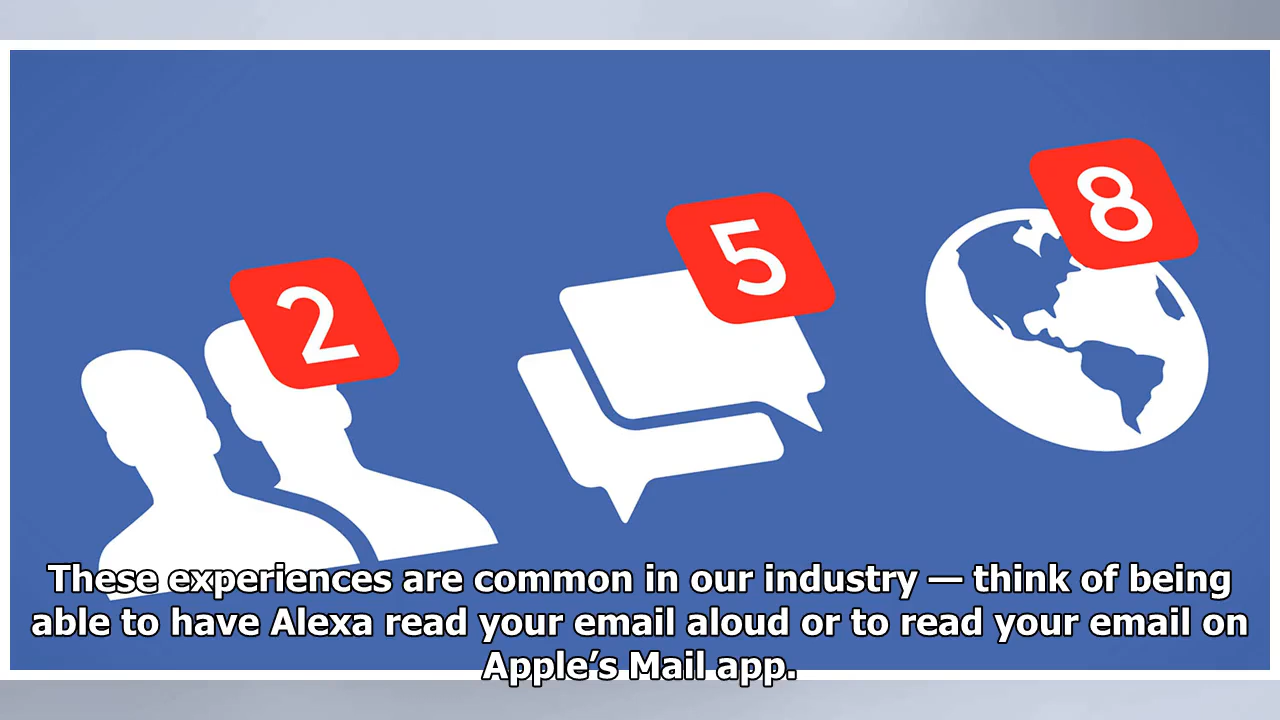 2
5
8
These experiences are common in our industry — think of being
able to have Alexa read your email aloud or to read your email on
Apple’s Mail app.